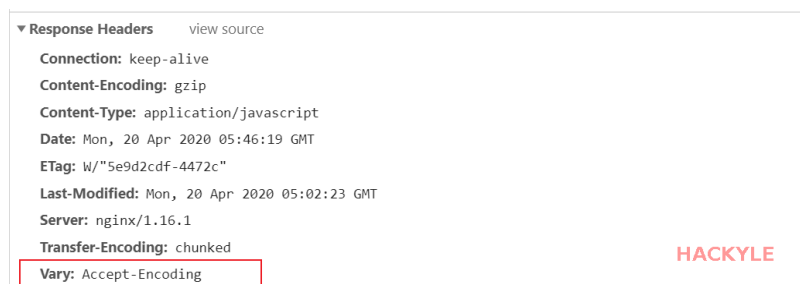 ▼ Response Headers view source
Connection: keep-alive
Content-Encoding: gzip
Content-Type: application/javascript
Date: Mon, 20 Apr 2020 05:46:19 GMT
ETag: W/"5e9d2cdf-4472c"
Last-Modified: Mon, 20 Apr 2020 05:02:23 GMT
Server: nginx/1.16.1
Transfer-Encoding: chunked
HACKYLE
Vary: Accept-Encoding